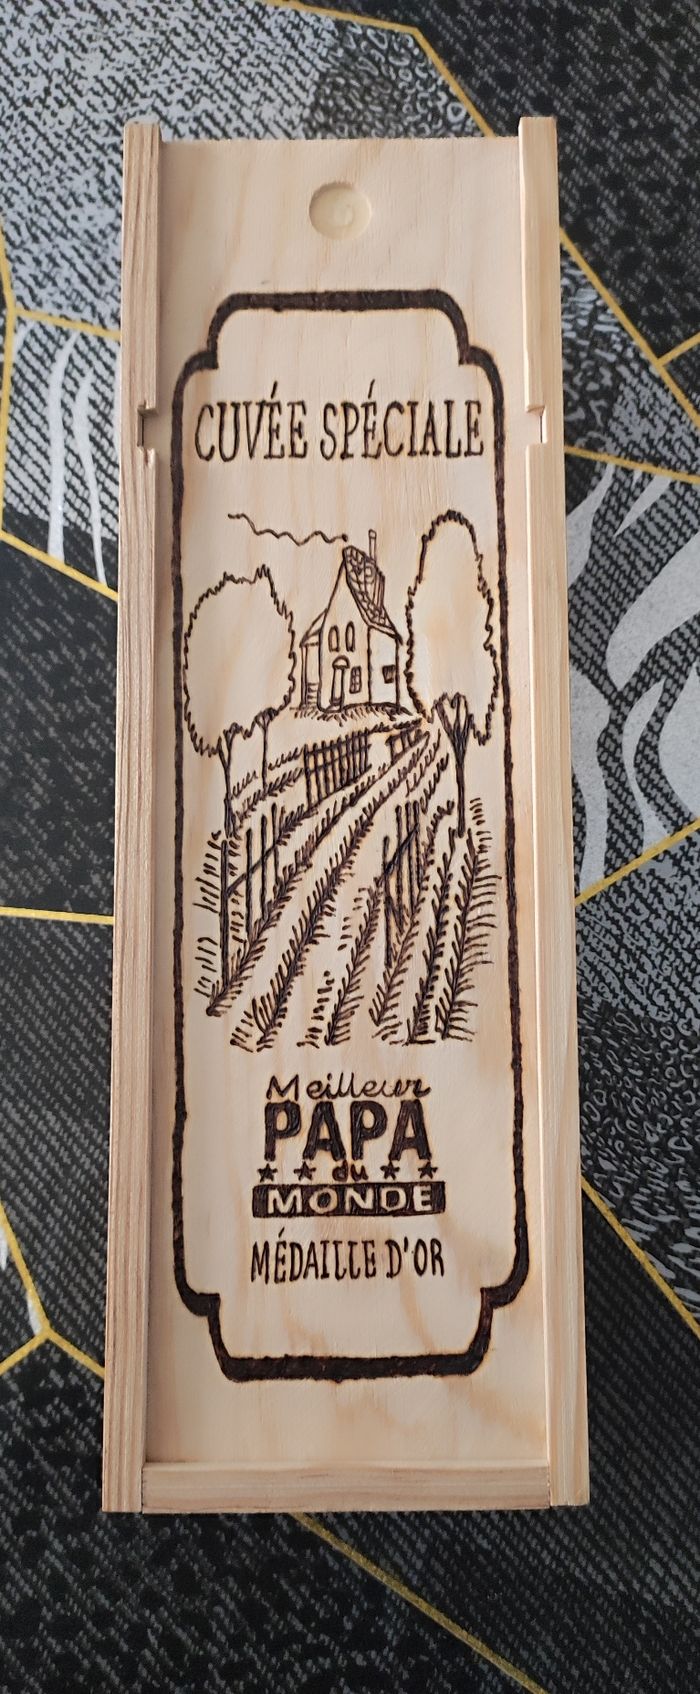 CUVÉE SPÉCIALE
Meilleur
PAPA
du
MONDE
MÉDAILLE D'OR